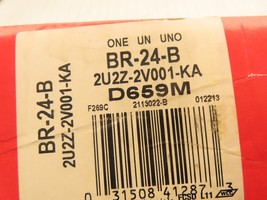 ONE UN UNO
BR-24-B
2U2Z-2V001-KA
D659M
F269C 2113022-B 012213
BR-24-B
2U2Z-2V001-KA
0 31508 41287 3
L11